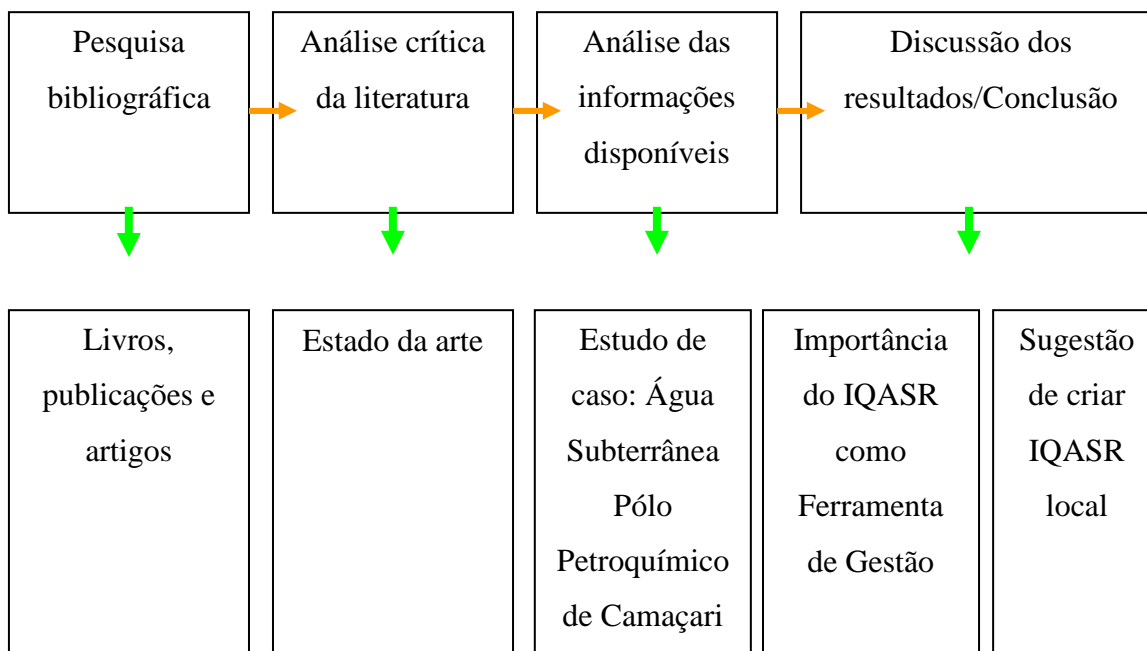 Pesquisa
bibliográfica
Análise crítica
da literatura
Análise das
informações
disponíveis
Discussão dos
resultados/Conclusão
Livros,
publicações e
artigos
Estado da arte
Estudo de
caso: Água
Subterrânea
Pólo
Petroquímico
de Camaçari
Importância
do IQASR
como
Ferramenta
de Gestão
Sugestão
de criar
IQASR
local